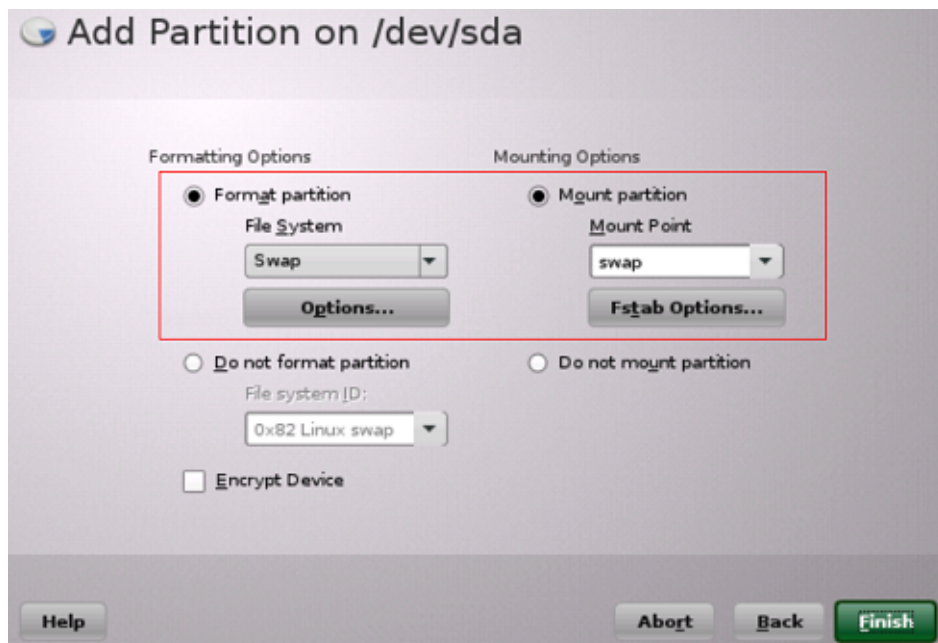 Add Partition on /dev/sda
Formatting Options
Mounting Options
Format partition
Mount partition
File System
Mount Point
Swap
swap
Options...
Fstab Options...
Do not format partition
Do not mount partition
File system ID:
0x82 Linux swap
Encrypt Device
Help
Abort
Back
Finish